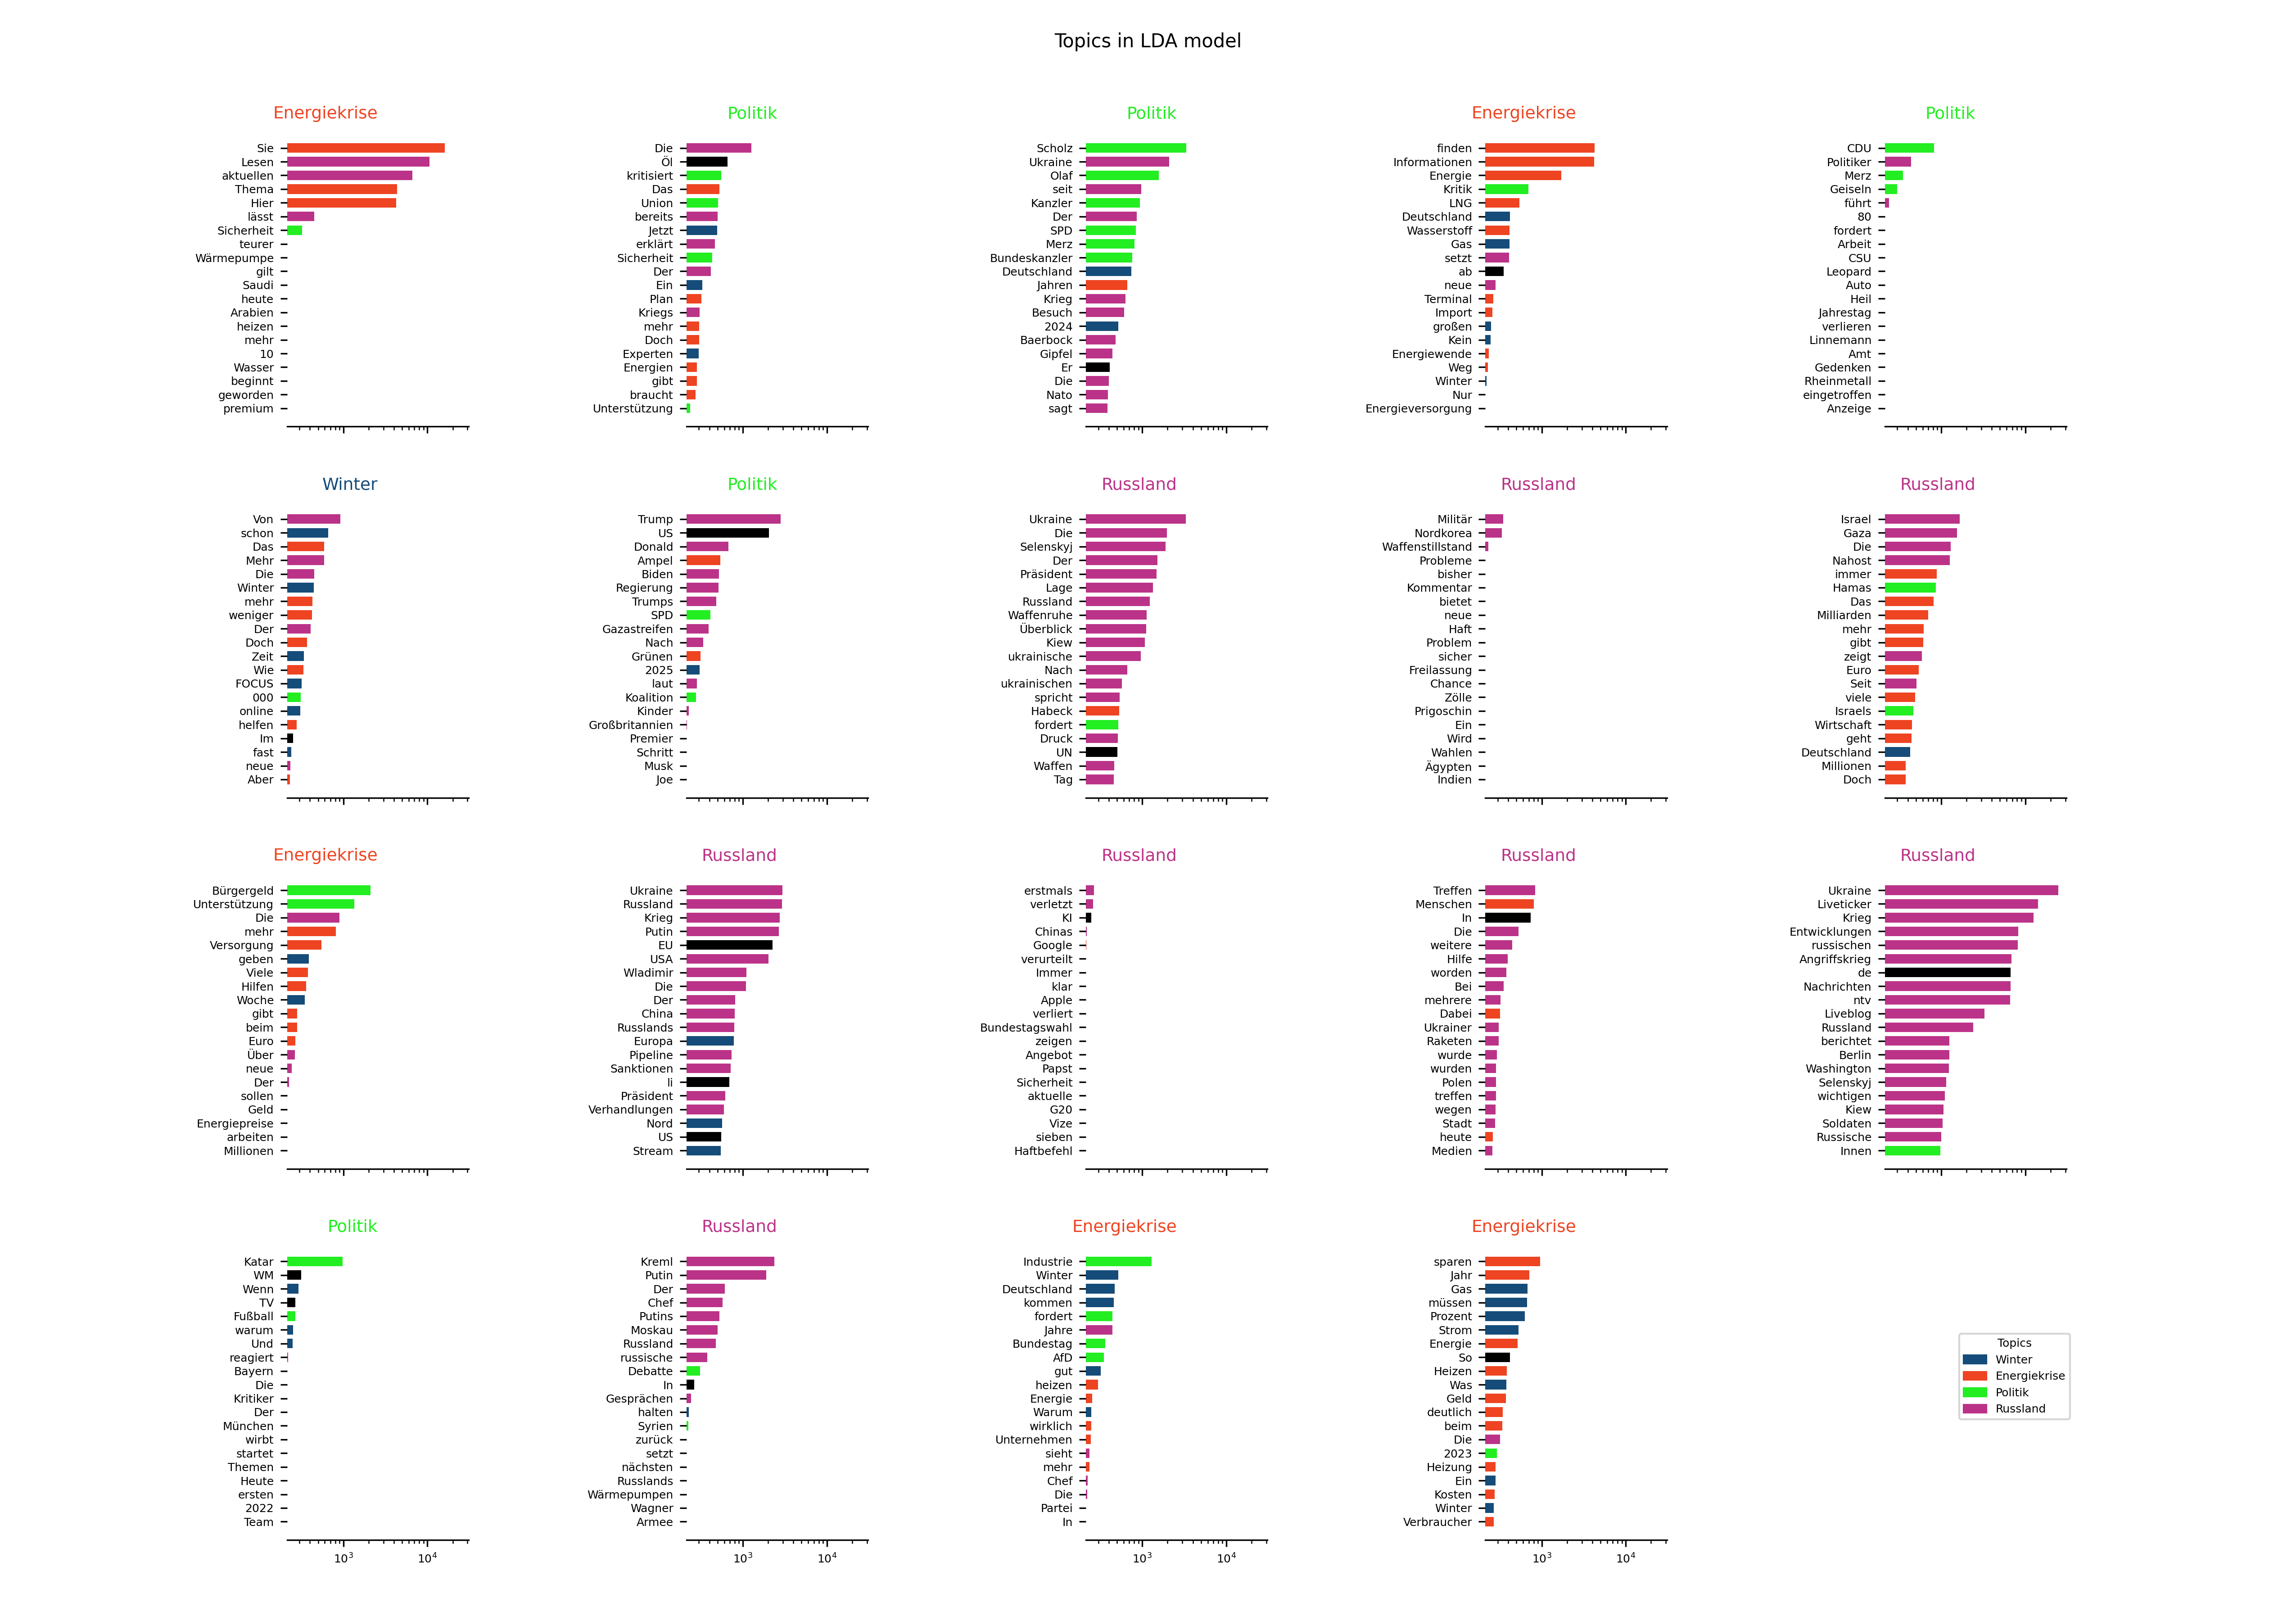 Topics in LDA model
Energiekrise
Sie
Lesen
aktuellen
Thema
Hier
lässt
Sicherheit
teurer
Wärmepumpe
gilt
Saudi
heute
Arabien
heizen
mehr
10
Wasser
beginnt
geworden
premium
Politik
Die
Öl
kritisiert
Das
Union
bereits
Jetzt
erklärt
Sicherheit
Der
Ein
Plan
Kriegs
mehr
Doch
Experten
Energien
gibt
braucht
Unterstützung
Politik
Scholz
Ukraine
Olaf
seit
Kanzler
Der
SPD
Merz
Bundeskanzler
Deutschland
Jahren
Krieg
Besuch
2024
Baerbock
Gipfel
Er
Die
Nato
sagt
Energiekrise
finden
Informationen
Energie
Kritik
LNG
Deutschland
Wasserstoff
Gas
setzt
ab
neue
Terminal
Import
großen
Kein
Energiewende
Weg
Winter
Nur
Energieversorgung
Politik
CDU
Politiker
Merz
Geiseln
führt
80
fordert
Arbeit
CSU
Leopard
Auto
Heil
Jahrestag
verlieren
Linnemann
Amt
Gedenken
Rheinmetall
eingetroffen
Anzeige
Winter
Von
schon
Das
Mehr
Die
Winter
mehr
weniger
Der
Doch
Zeit
Wie
FOCUS
000
online
helfen
Im
fast
neue
Aber
Politik
Trump
US
Donald
Ampel
Biden
Regierung
Trumps
SPD
Gazastreifen
Nach
Grünen
2025
laut
Koalition
Kinder
Großbritannien
Premier
Schritt
Musk
Joe
Russland
Ukraine
Die
Selenskyj
Der
Präsident
Lage
Russland
Waffenruhe
Überblick
Kiew
ukrainische
Nach
ukrainischen
spricht
Habeck
fordert
Druck
UN
Waffen
Tag
Russland
Militär
Nordkorea
Waffenstillstand
Probleme
bisher
Kommentar
bietet
neue
Haft
Problem
sicher
Freilassung
Chance
Zölle
Prigoschin
Ein
Wird
Wahlen
Ägypten
Indien
Russland
Israel
Gaza
Die
Nahost
immer
Hamas
Das
Milliarden
mehr
gibt
zeigt
Euro
Seit
viele
Israels
Wirtschaft
geht
Deutschland
Millionen
Doch
Energiekrise
Bürgergeld
Unterstützung
Die
mehr
Versorgung
geben
Viele
Hilfen
Woche
gibt
beim
Euro
Über
neue
Der
sollen
Geld
Energiepreise
arbeiten
Millionen
Russland
Ukraine
Russland
Krieg
Putin
EU
USA
Wladimir
Die
Der
China
Russlands
Europa
Pipeline
Sanktionen
li
Präsident
Verhandlungen
Nord
US
Stream
Russland
erstmals
verletzt
KI
Chinas
Google
verurteilt
Immer
klar
Apple
verliert
Bundestagswahl
zeigen
Angebot
Papst
Sicherheit
aktuelle
G20
Vize
sieben
Haftbefehl
Russland
Treffen
Menschen
In
Die
weitere
Hilfe
worden
Bei
mehrere
Dabei
Ukrainer
Raketen
wurde
wurden
Polen
treffen
wegen
Stadt
heute
Medien
Russland
Ukraine
Liveticker
Krieg
Entwicklungen
russischen
Angriffskrieg
de
Nachrichten
ntv
Liveblog
Russland
berichtet
Berlin
Washington
Selenskyj
wichtigen
Kiew
Soldaten
Russische
Innen
Politik
Katar
WM
Wenn
TV
Fußball
warum
Und
reagiert
Bayern
Die
Kritiker
Der
München
wirbt
startet
Themen
Heute
ersten
2022
Team
10³ 10⁴
Russland
Kreml
Putin
Der
Chef
Putins
Moskau
Russland
russische
Debatte
In
Gesprächen
halten
Syrien
zurück
setzt
nächsten
Russlands
Wärmepumpen
Wagner
Armee
10³ 10⁴
Energiekrise
Industrie
Winter
Deutschland
kommen
fordert
Jahre
Bundestag
AfD
gut
heizen
Energie
Warum
wirklich
Unternehmen
sieht
mehr
Chef
Die
Partei
In
10³ 10⁴
Energiekrise
sparen
Jahr
Gas
müssen
Prozent
Strom
Energie
So
Heizen
Was
Geld
deutlich
beim
Die
2023
Heizung
Ein
Kosten
Winter
Verbraucher
10³ 10⁴
Topics
Winter
Energiekrise
Politik
Russland